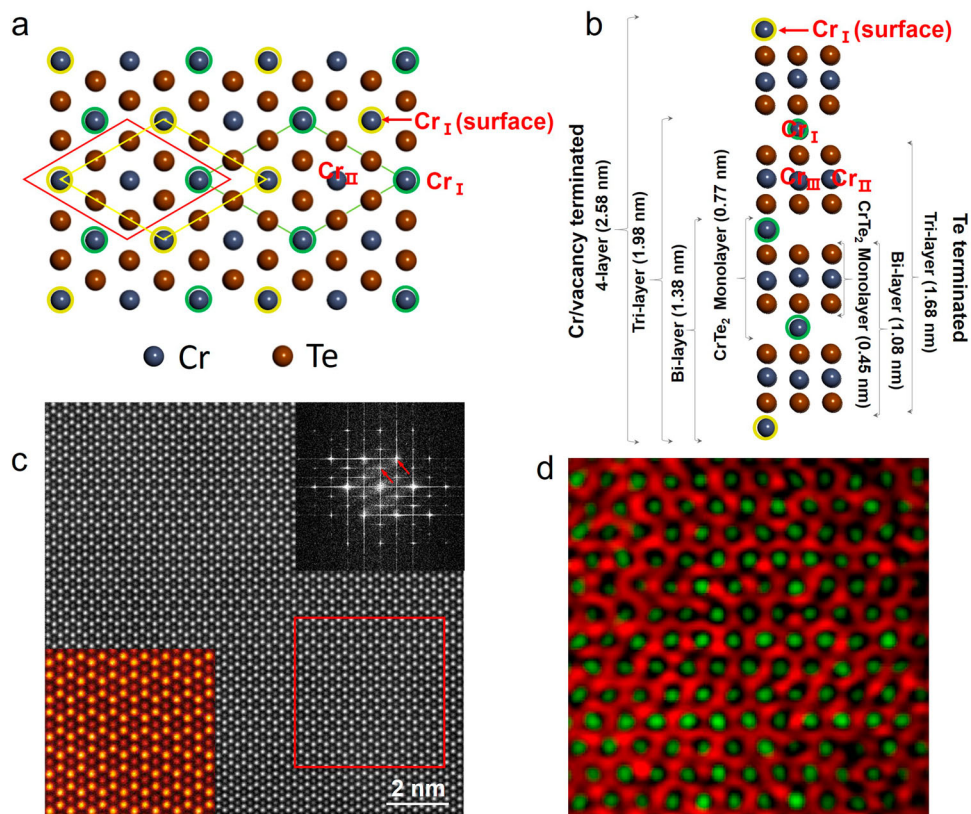 a
Cr I (surface)
Cr II
Cr I
Cr
Te
b
Cr I (surface)
Cr I
Cr III
Cr II
Cr/vacancy terminated
4-layer (2.58 nm)
Tri-layer (1.98 nm)
Bi-layer (1.38 nm)
CrTe2 Monolayer (0.77 nm)
CrTe2 Monolayer (0.45 nm)
Bi-layer (1.08 nm)
Tri-layer (1.68 nm)
Te terminated
c
2 nm
d